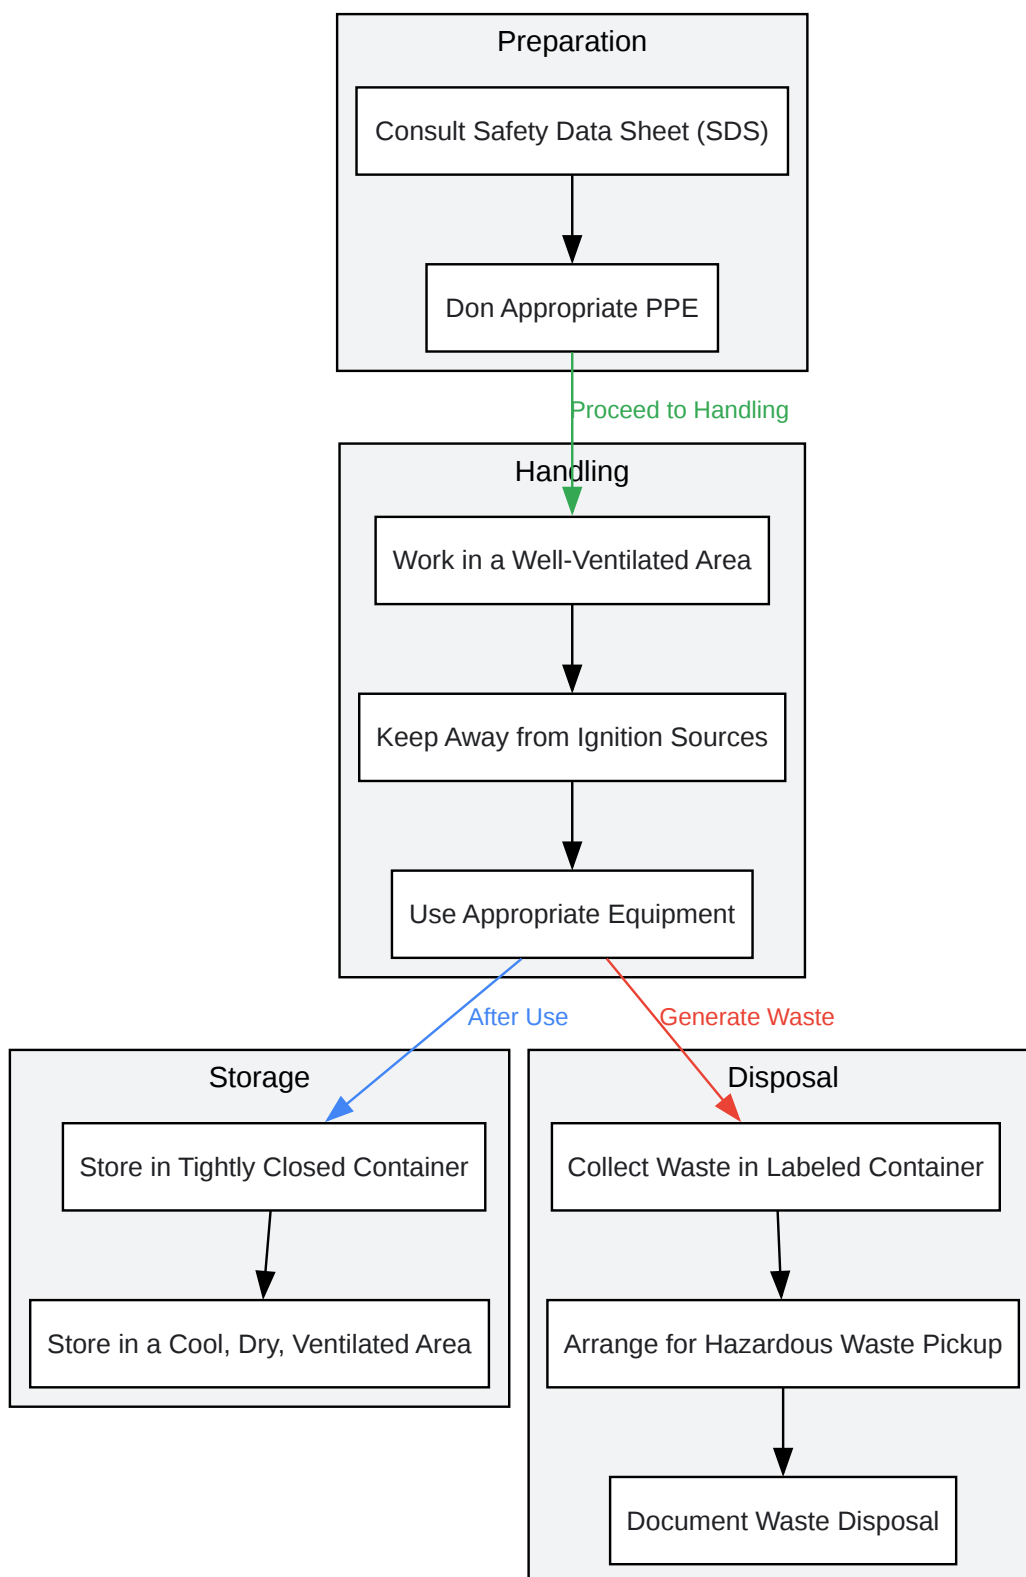 Preparation
Consult Safety Data Sheet (SDS)
Don Appropriate PPE
Proceed to Handling
Handling
Work in a Well-Ventilated Area
Keep Away from Ignition Sources
Use Appropriate Equipment
After Use
Generate Waste
Storage
Store in Tightly Closed Container
Store in a Cool, Dry, Ventilated Area
Disposal
Collect Waste in Labeled Container
Arrange for Hazardous Waste Pickup
Document Waste Disposal